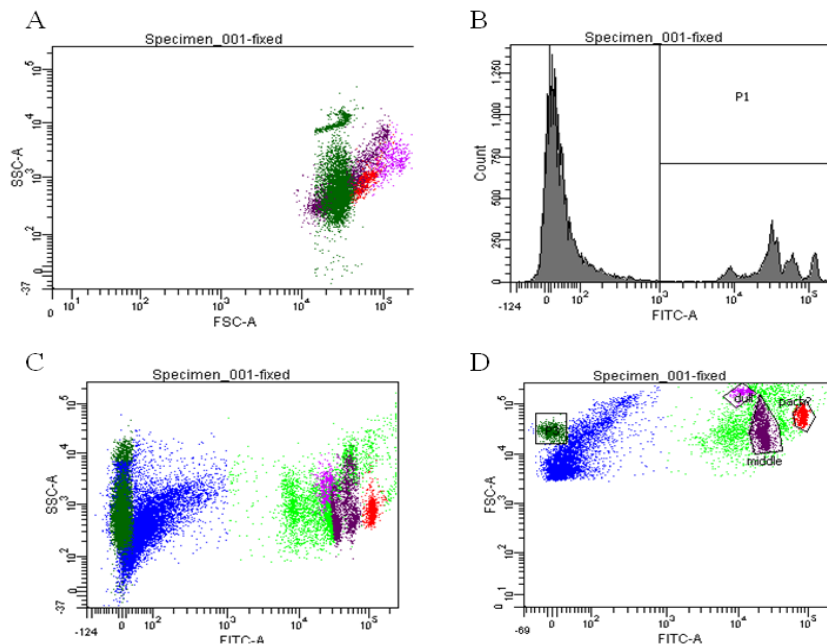 A
Specimen_001-fixed
SSC-A
10^5
10^4
10^3
10^2
0
-37
0 10^1 10^2 10^3 10^4 10^5
FSC-A
B
Specimen_001-fixed
Count
1,250
1,000
750
500
250
0
P1
-124 0 10^2 10^3 10^4 10^5
FITC-A
C
Specimen_001-fixed
SSC-A
10^5
10^4
10^3
10^2
0
-37
-124 0 10^2 10^3 10^4 10^5
FITC-A
D
Specimen_001-fixed
FSC-A
10^5
10^4
10^3
10^2
10^1
0
dull
pach?
middle
-69 0 10^2 10^3 10^4 10^5
FITC-A